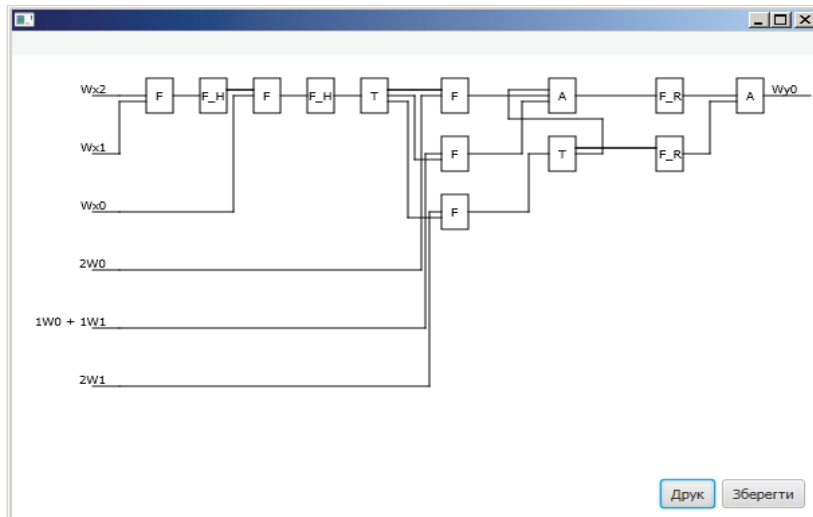 Wx2 F F_H F F_H T F A F_R A Wy0
Wx1 F T F_R
Wx0 F
2W0
1W0 + 1W1
2W1
Друк Зберегти